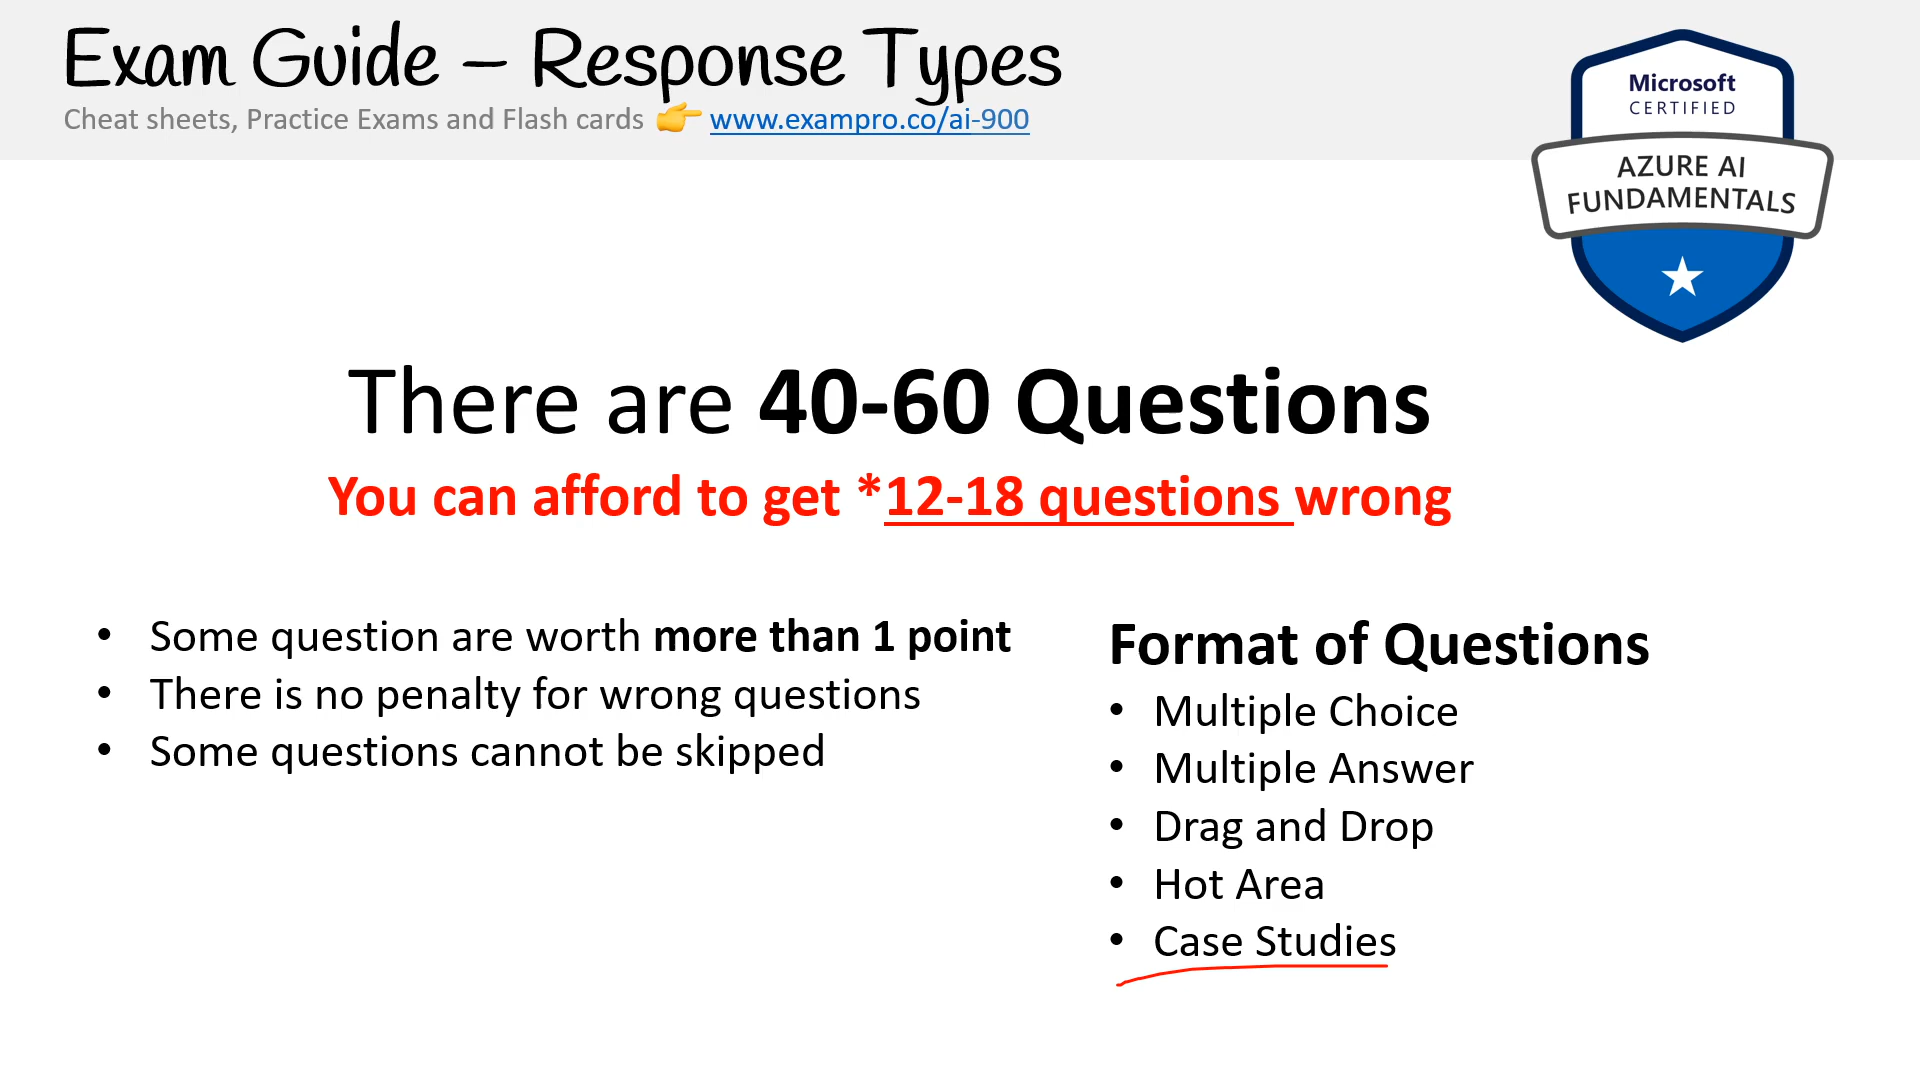 Exam Guide – Response Types
Cheat sheets, Practice Exams and Flash cards 👉 www.exampro.co/ai-900
Microsoft
CERTIFIED
AZURE AI
FUNDAMENTALS
There are 40-60 Questions
You can afford to get *12-18 questions wrong
• Some question are worth more than 1 point
• There is no penalty for wrong questions
• Some questions cannot be skipped
Format of Questions
• Multiple Choice
• Multiple Answer
• Drag and Drop
• Hot Area
• Case Studies